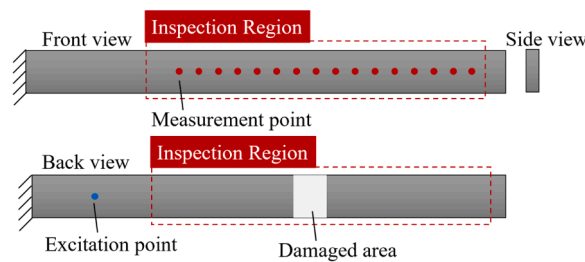 Inspection Region
Front view
Side view
Measurement point
Inspection Region
Back view
Excitation point
Damaged area